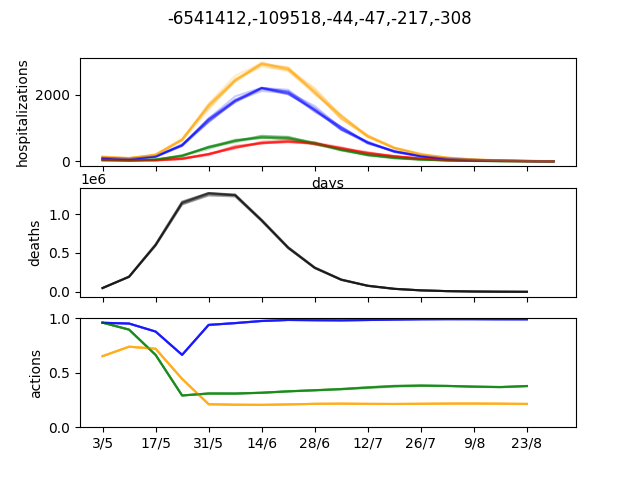 -6541412,-109518,-44,-47,-217,-308
hospitalizations
2000
0
days
1e6
deaths
1.0
0.5
0.0
actions
1.0
0.5
0.0
3/5 17/5 31/5 14/6 28/6 12/7 26/7 9/8 23/8